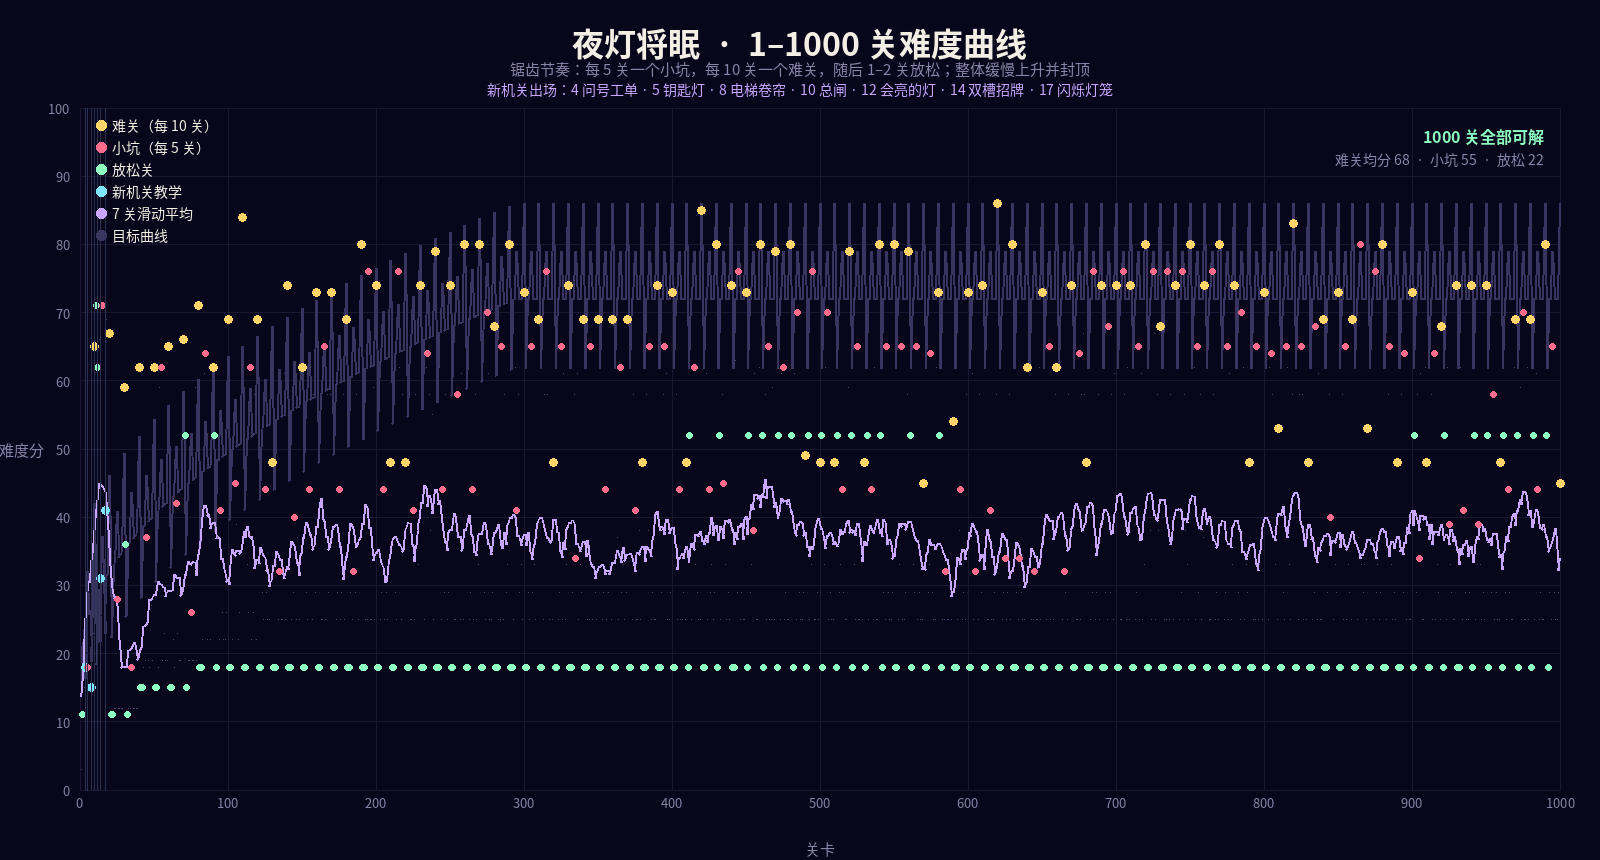 夜灯将眠 · 1–1000 关难度曲线
锯齿节奏：每 5 关一个小坑，每 10 关一个难关，随后 1–2 关放松；整体缓慢上升并封顶
新机关出场：4 问号工单 · 5 钥匙灯 · 8 电梯卷帘 · 10 总闸 · 12 会亮的灯 · 14 双槽招牌 · 17 闪烁灯笼
难关（每 10 关）
小坑（每 5 关）
放松关
新机关教学
7 关滑动平均
目标曲线
1000 关全部可解
难关均分 68 · 小坑 55 · 放松 22
难度分
100
90
80
70
60
50
40
30
20
10
0
0 100 200 300 400 500 600 700 800 900 1000
关卡